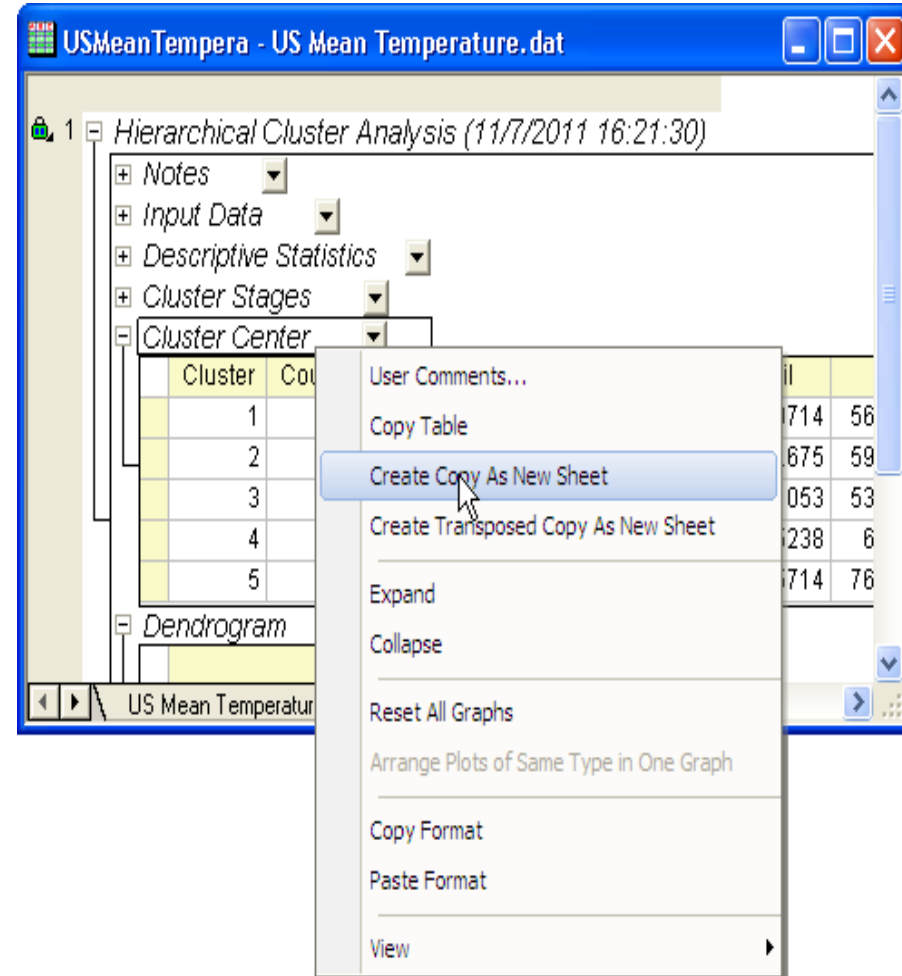 USMeanTempera - US Mean Temperature.dat
1 Hierarchical Cluster Analysis (11/7/2011 16:21:30)
Notes
Input Data
Descriptive Statistics
Cluster Stages
Cluster Center
Cluster
1 714 56
2 .675 59
3 053 53
4 238 6
5 714 76
Dendrogram
US Mean Temperatur
User Comments...
Copy Table
Create Copy As New Sheet
Create Transposed Copy As New Sheet
Expand
Collapse
Reset All Graphs
Arrange Plots of Same Type in One Graph
Copy Format
Paste Format
View